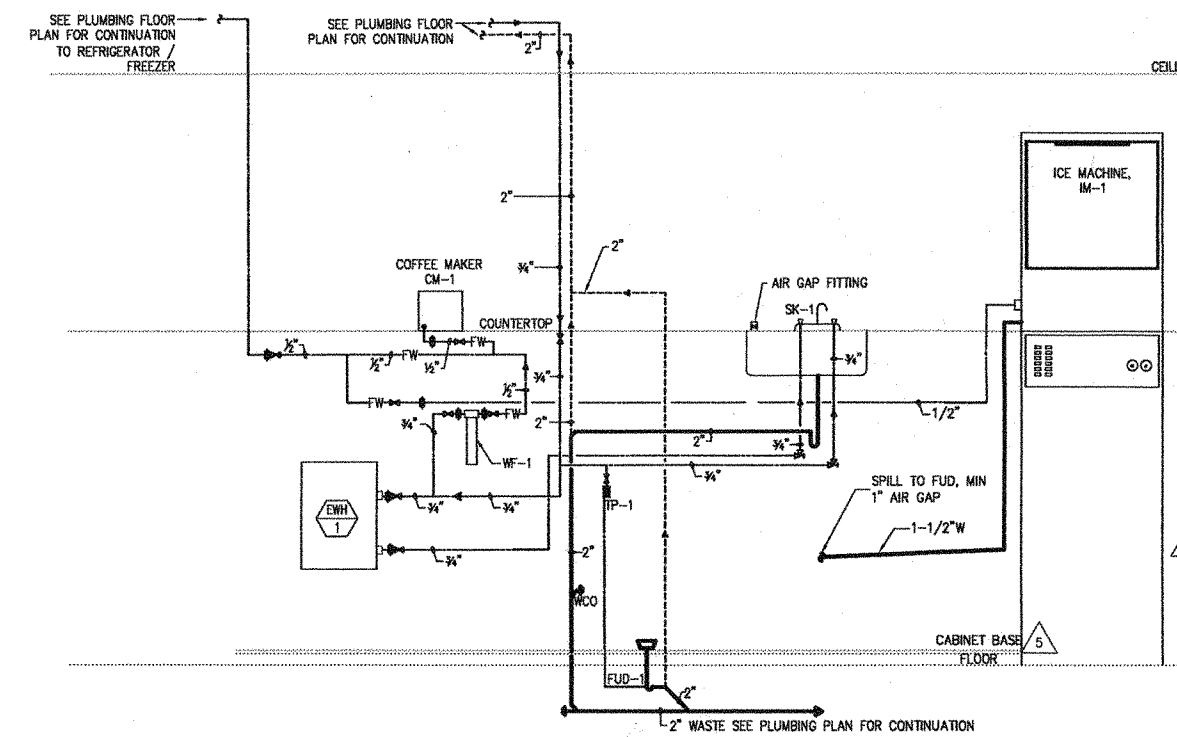 SEE PLUMBING FLOOR
PLAN FOR CONTINUATION
TO REFRIGERATOR /
FREEZER
SEE PLUMBING FLOOR
PLAN FOR CONTINUATION
2"
CEIL
ICE MACHINE,
IM-1
2"
2"
¾"
COFFEE MAKER
CM-1
AIR GAP FITTING
SK-1
COUNTERTOP
½"
½"
FW
½"
FW
¾"
¾"
½"
FW
1/2"
¾"
FW
2"
2"
¾"
WF-1
¾"
SPILL TO FUD, MIN
1" AIR GAP
EWH
1
¾"
¾"
TP-1
1-1/2"W
2"
¾"
WCO
CABINET BASE
5
FLOOR
FUD-1
2"
2" WASTE SEE PLUMBING PLAN FOR CONTINUATION